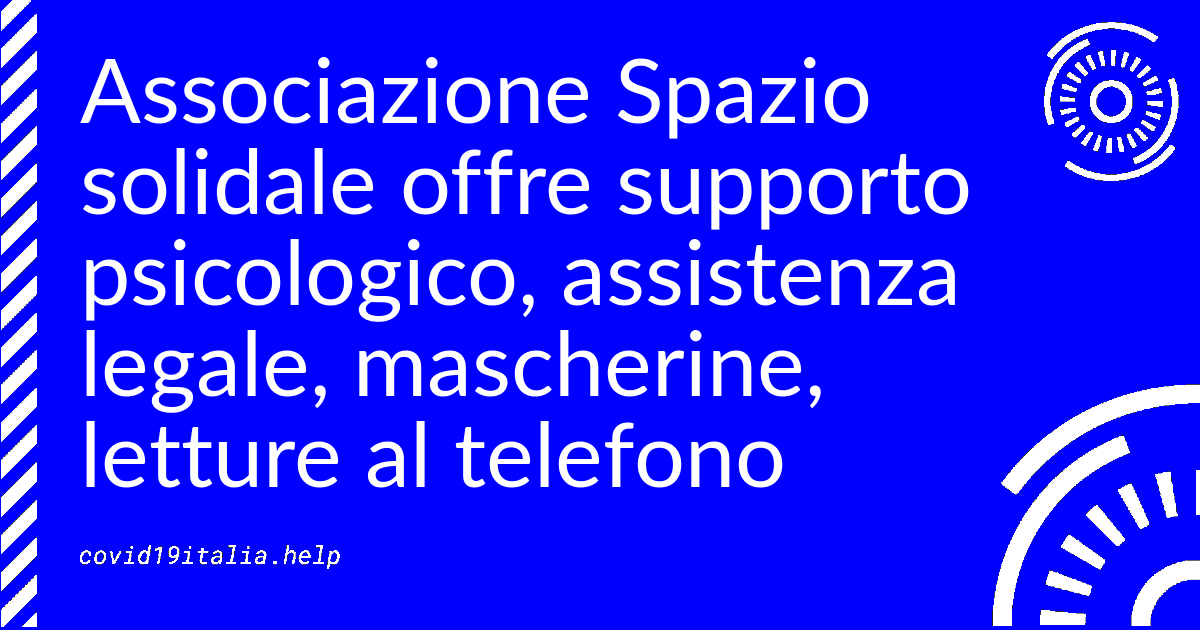 Associazione Spazio
solidale offre supporto
psicologico, assistenza
legale, mascherine,
letture al telefono
covid19italia.help